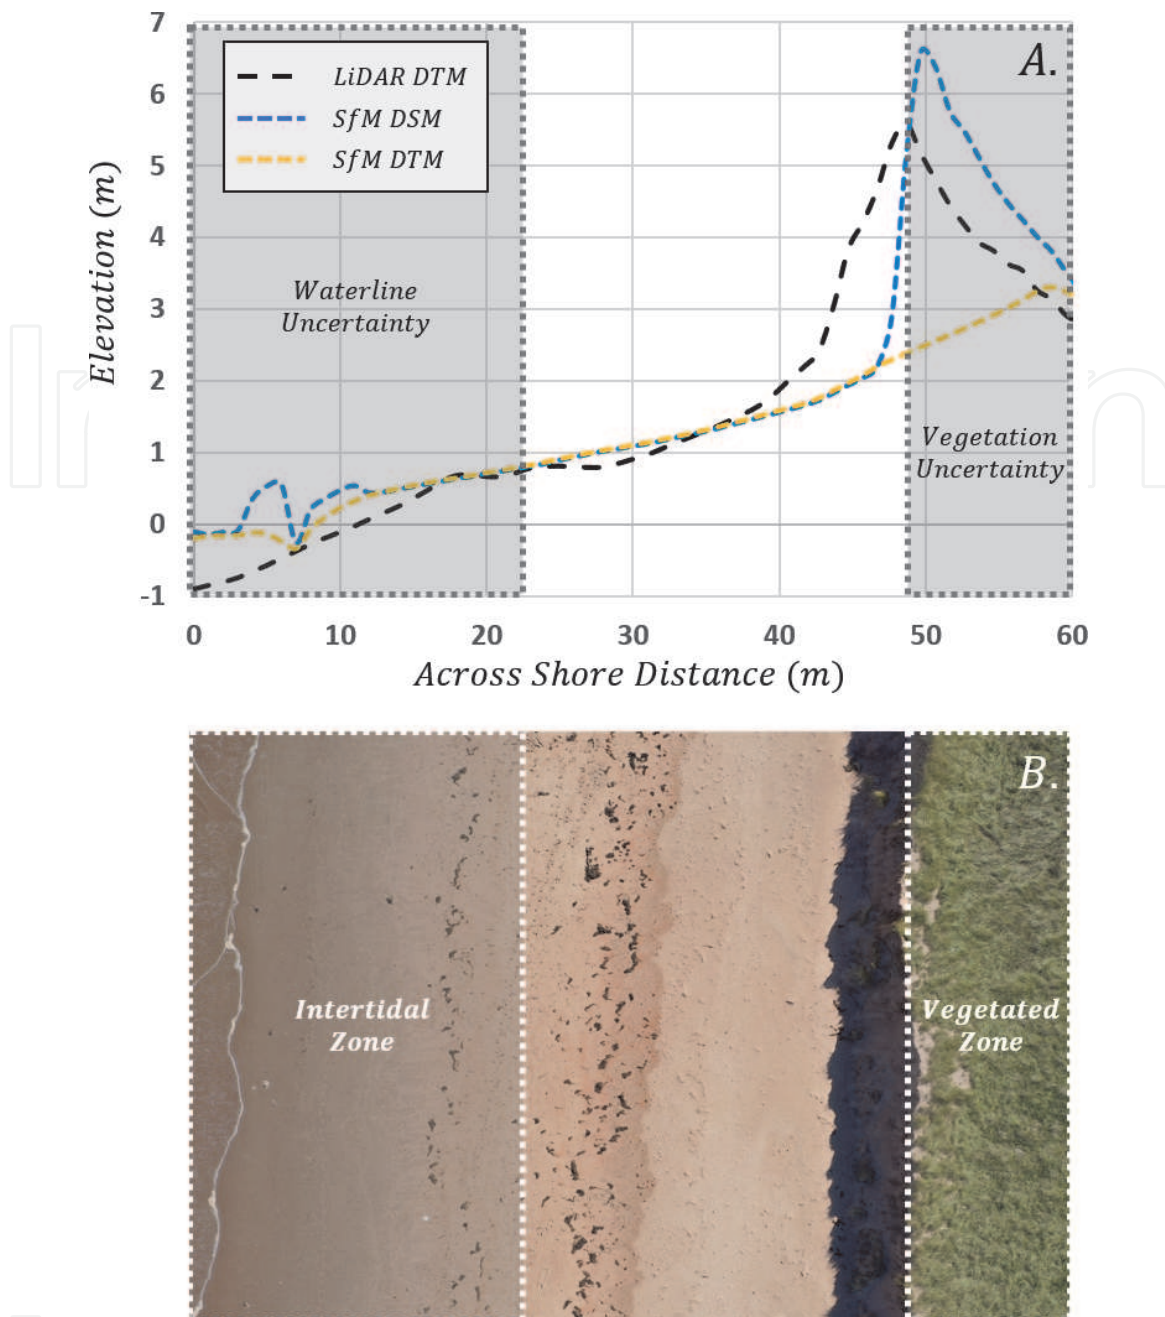 A.
LiDAR DTM
SfM DSM
SfM DTM
7
6
5
4
3
2
1
0
-1
Elevation (m)
Waterline
Uncertainty
Vegetation
Uncertainty
0 10 20 30 40 50 60
Across Shore Distance (m)
B.
Intertidal
Zone
Vegetated
Zone